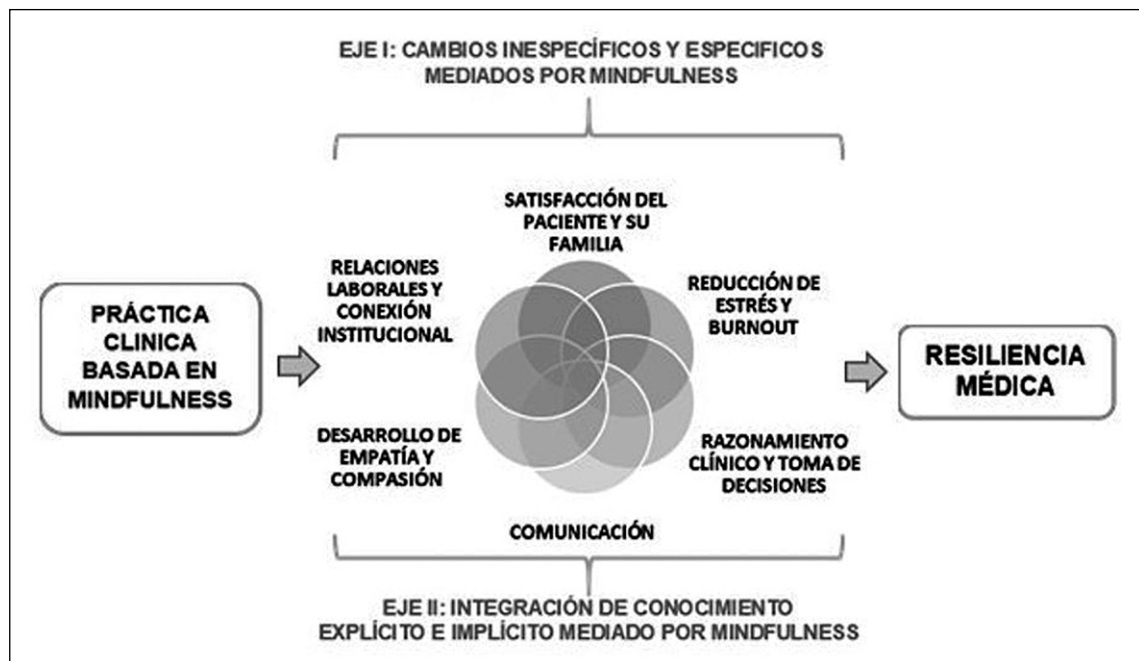 EJE I: CAMBIOS INESPECÍFICOS Y ESPECIFICOS
MEDIADOS POR MINDFULNESS
SATISFACCIÓN DEL
PACIENTE Y SU
FAMILIA
RELACIONES
LABORALES Y
CONEXIÓN
INSTITUCIONAL
REDUCCIÓN DE
ESTRÉS Y
BURNOUT
PRÁCTICA
CLINICA
BASADA EN
MINDFULNESS
RESILIENCIA
MÉDICA
DESARROLLO DE
EMPATÍA Y
COMPASIÓN
RAZONAMIENTO
CLÍNICO Y TOMA DE
DECISIONES
COMUNICACIÓN
EJE II: INTEGRACIÓN DE CONOCIMIENTO
EXPLÍCITO E IMPLÍCITO MEDIADO POR MINDFULNESS